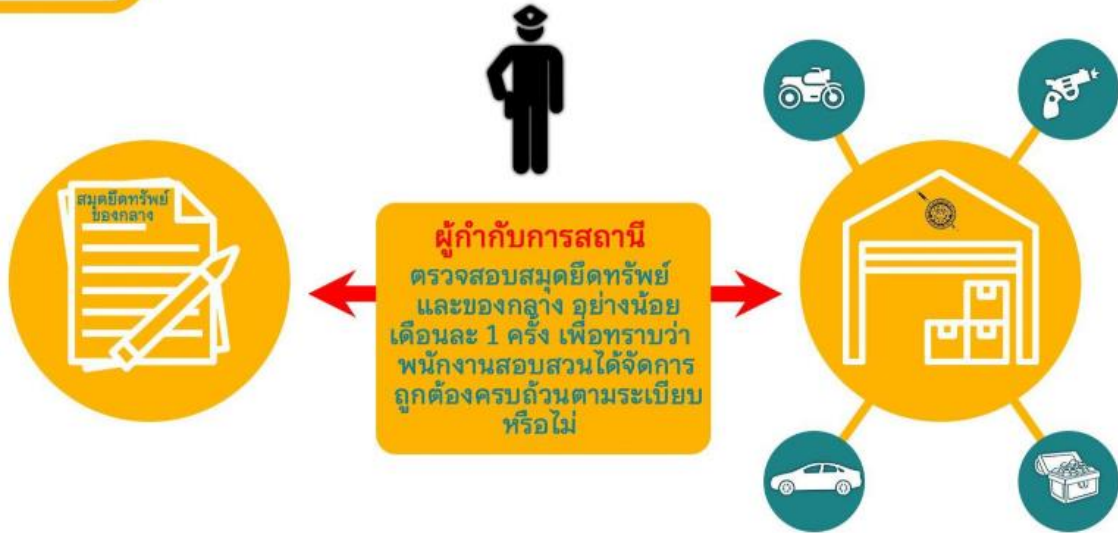 สมุดยึดทรัพย์
ของกลาง
ผู้กำกับการสถานี
ตรวจสอบสมุดยึดทรัพย์
และของกลาง อย่างน้อย
เดือนละ 1 ครั้ง เพื่อทราบว่า
พนักงานสอบสวนได้จัดการ
ถูกต้องครบถ้วนตามระเบียบ
หรือไม่